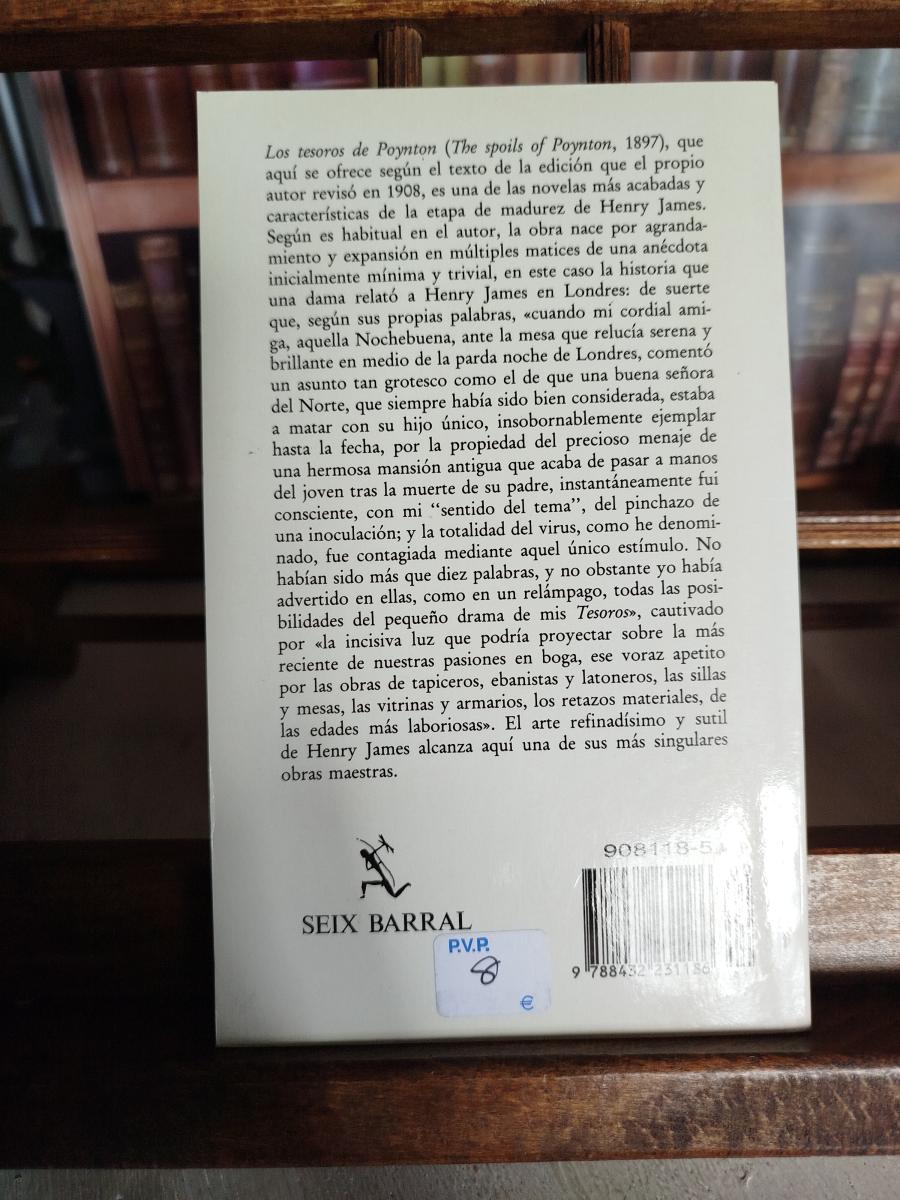 Los tesoros de Poynton (The spoils of Poynton, 1897), que
aquí se ofrece según el texto de la edición que el propio
autor revisó en 1908, es una de las novelas más acabadas y
características de la etapa de madurez de Henry James.
Según es habitual en el autor, la obra nace por agranda-
miento y expansión en múltiples matices de una anécdota
inicialmente mínima y trivial, en este caso la historia que
una dama relató a Henry James en Londres: de suerte
que, según sus propias palabras, «cuando mi cordial ami-
ga, aquella Nochebuena, ante la mesa que relucía serena y
brillante en medio de la parda noche de Londres, comentó
un asunto tan grotesco como el de que una buena señora
del Norte, que siempre había sido bien considerada, estaba
a matar con su hijo único, insobornablemente ejemplar
hasta la fecha, por la propiedad del precioso menaje de
una hermosa mansión antigua que acaba de pasar a manos
del joven tras la muerte de su padre, instantáneamente fui
consciente, con mi “sentido del tema”, del pinchazo de
una inoculación; y la totalidad del virus, como he denomi-
nado, fue contagiada mediante aquel único estímulo. No
habían sido más que diez palabras, y no obstante yo había
advertido en ellas, como en un relámpago, todas las posi-
bilidades del pequeño drama de mis Tesoros», cautivado
por «la incisiva luz que podría proyectar sobre la más
reciente de nuestras pasiones en boga, ese voraz apetito
por las obras de tapiceros, ebanistas y latoneros, las sillas
y mesas, las vitrinas y armarios, los retazos materiales, de
las edades más laboriosas». El arte refinadísimo y sutil
de Henry James alcanza aquí una de sus más singulares
obras maestras.
908118-5
SEIX BARRAL
P.V.P.
8
€
9 788432 231186